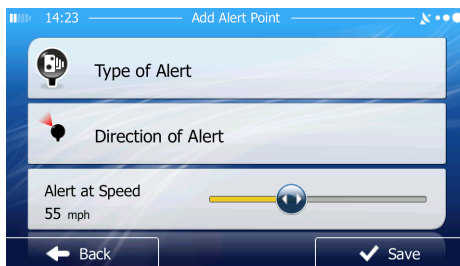 14:23 Add Alert Point
Type of Alert
Direction of Alert
Alert at Speed
55 mph
Back Save